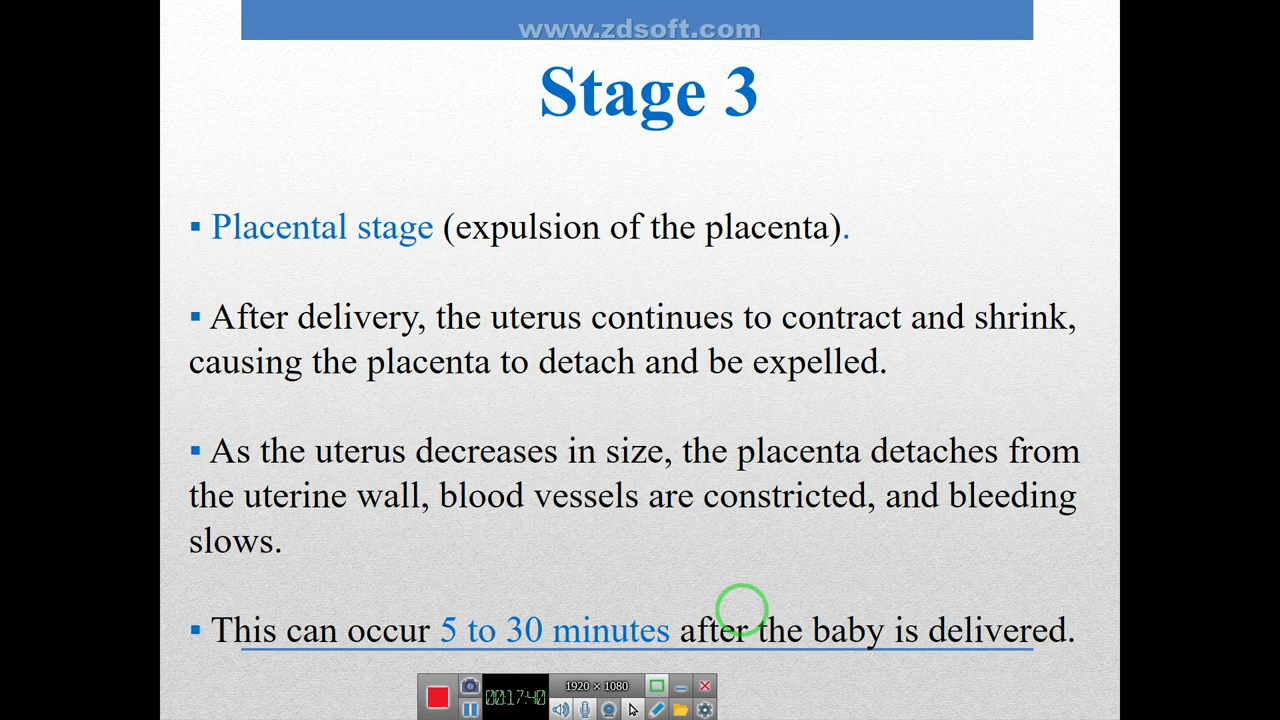 www.zdsoft.com
Stage 3
▪ Placental stage (expulsion of the placenta).
▪ After delivery, the uterus continues to contract and shrink,
causing the placenta to detach and be expelled.
▪ As the uterus decreases in size, the placenta detaches from
the uterine wall, blood vessels are constricted, and bleeding
slows.
▪ This can occur 5 to 30 minutes after the baby is delivered.
1920 × 1080
00:17:40